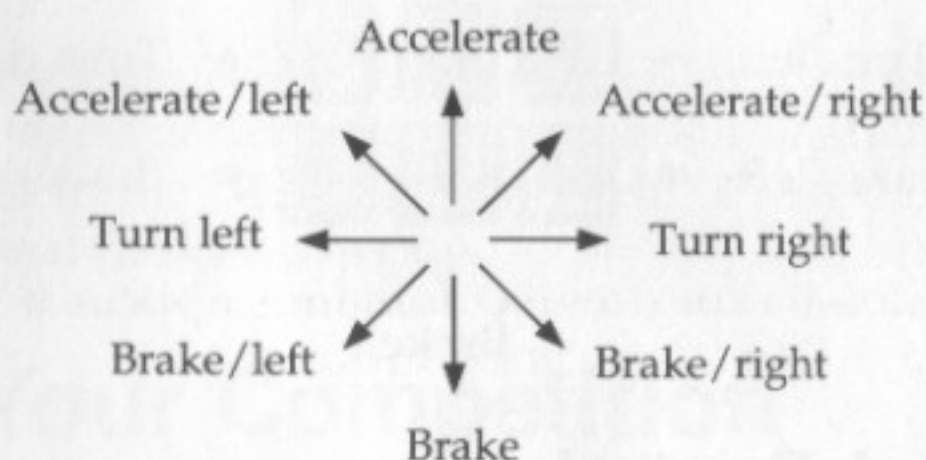 Accelerate
Accelerate/left
Accelerate/right
Turn left
Turn right
Brake/left
Brake/right
Brake